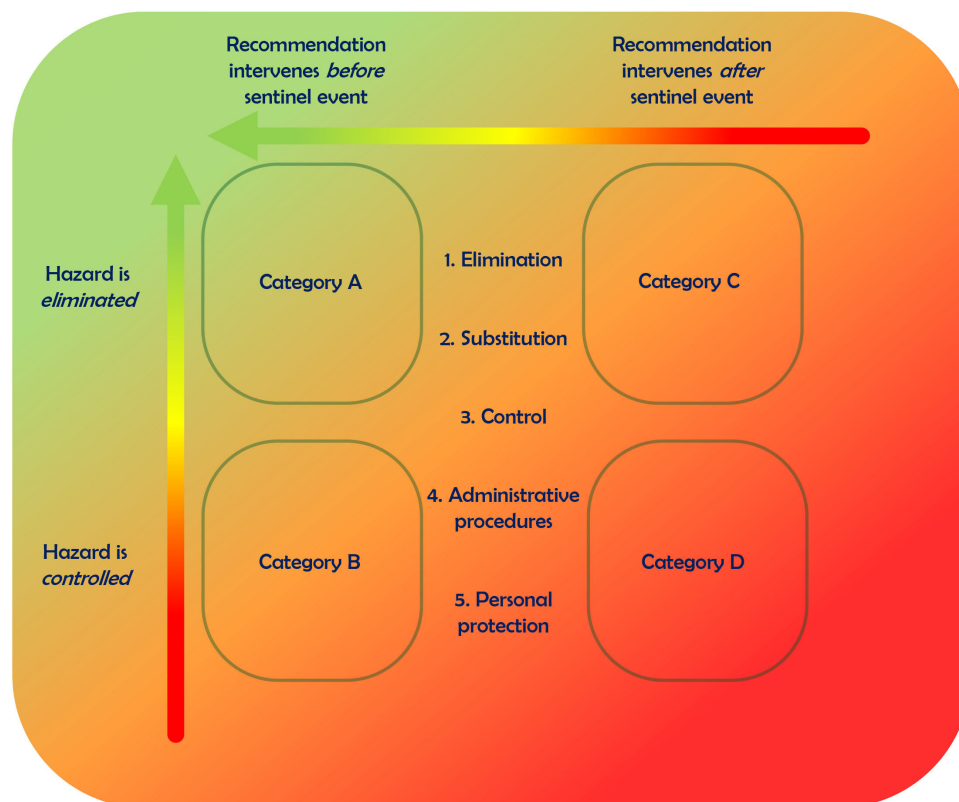 Recommendation
intervenes before
sentinel event
Recommendation
intervenes after
sentinel event
Hazard is
eliminated
Category A
1. Elimination
Category C
2. Substitution
3. Control
4. Administrative
procedures
Hazard is
controlled
Category B
Category D
5. Personal
protection